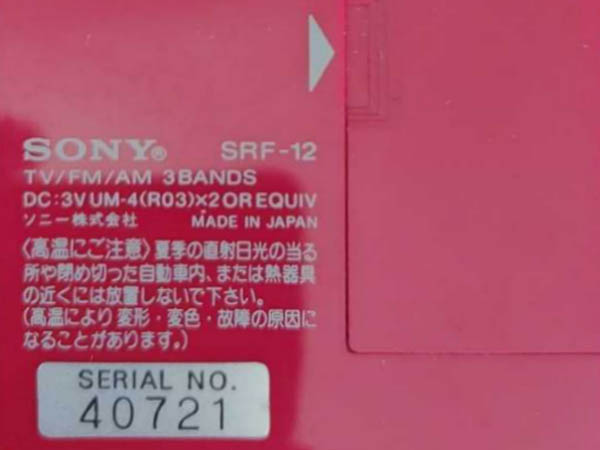 SONY® SRF-12
TV/FM/AM 3BANDS
DC:3V UM-4(R03)×2 OR EQUIV
ソニー株式会社 MADE IN JAPAN
〈高温にご注意〉夏季の直射日光の当る
所や閉め切った自動車内、または熱器具
の近くには放置しないで下さい。
(高温により変形・変色・故障の原因に
なることがあります。)
SERIAL NO.
40721